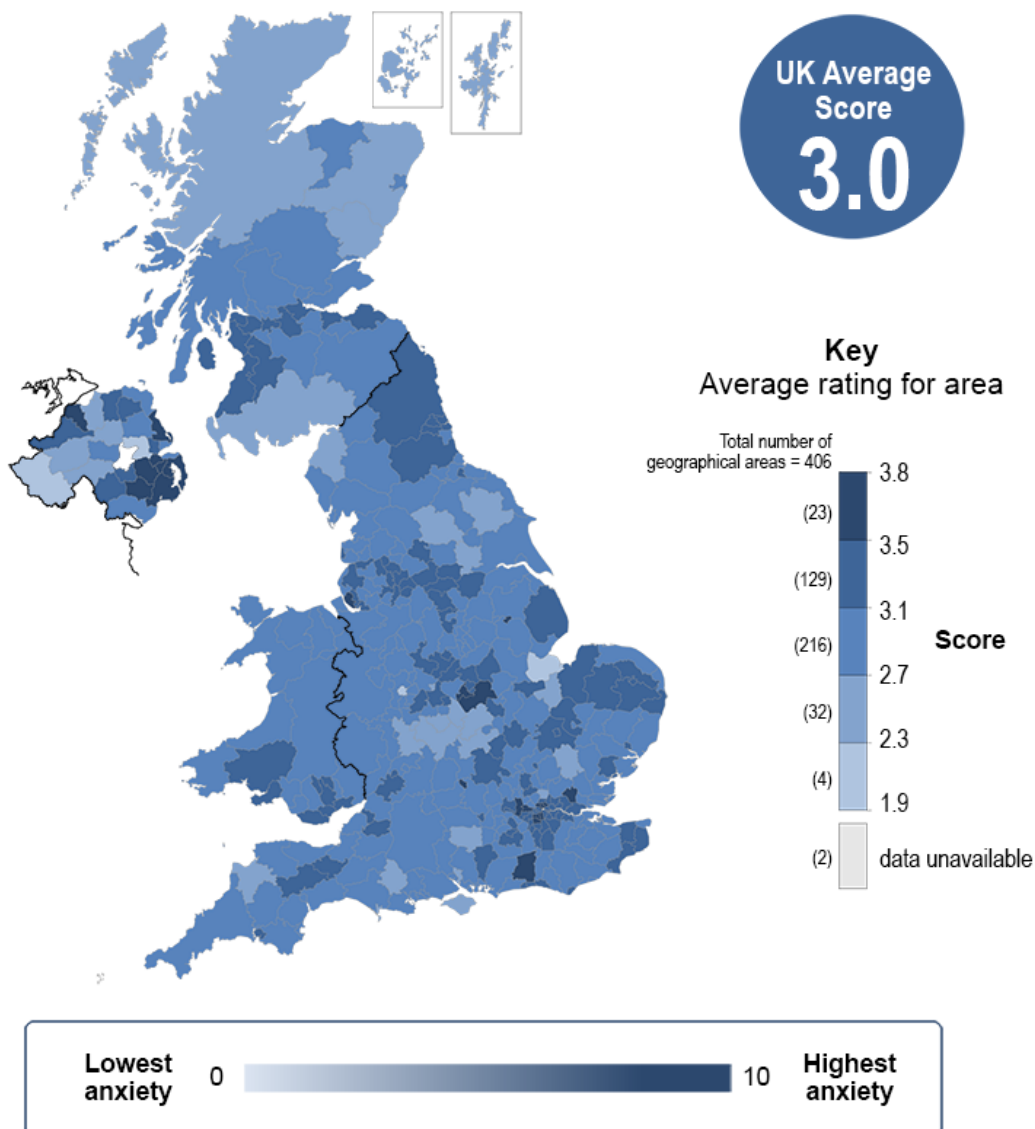 UK Average
Score
3.0
Key
Average rating for area
Total number of
geographical areas = 406
3.8
(23)
3.5
(129)
3.1
(216)
Score
2.7
(32)
2.3
(4)
1.9
(2)
data unavailable
Lowest
anxiety
0
10
Highest
anxiety